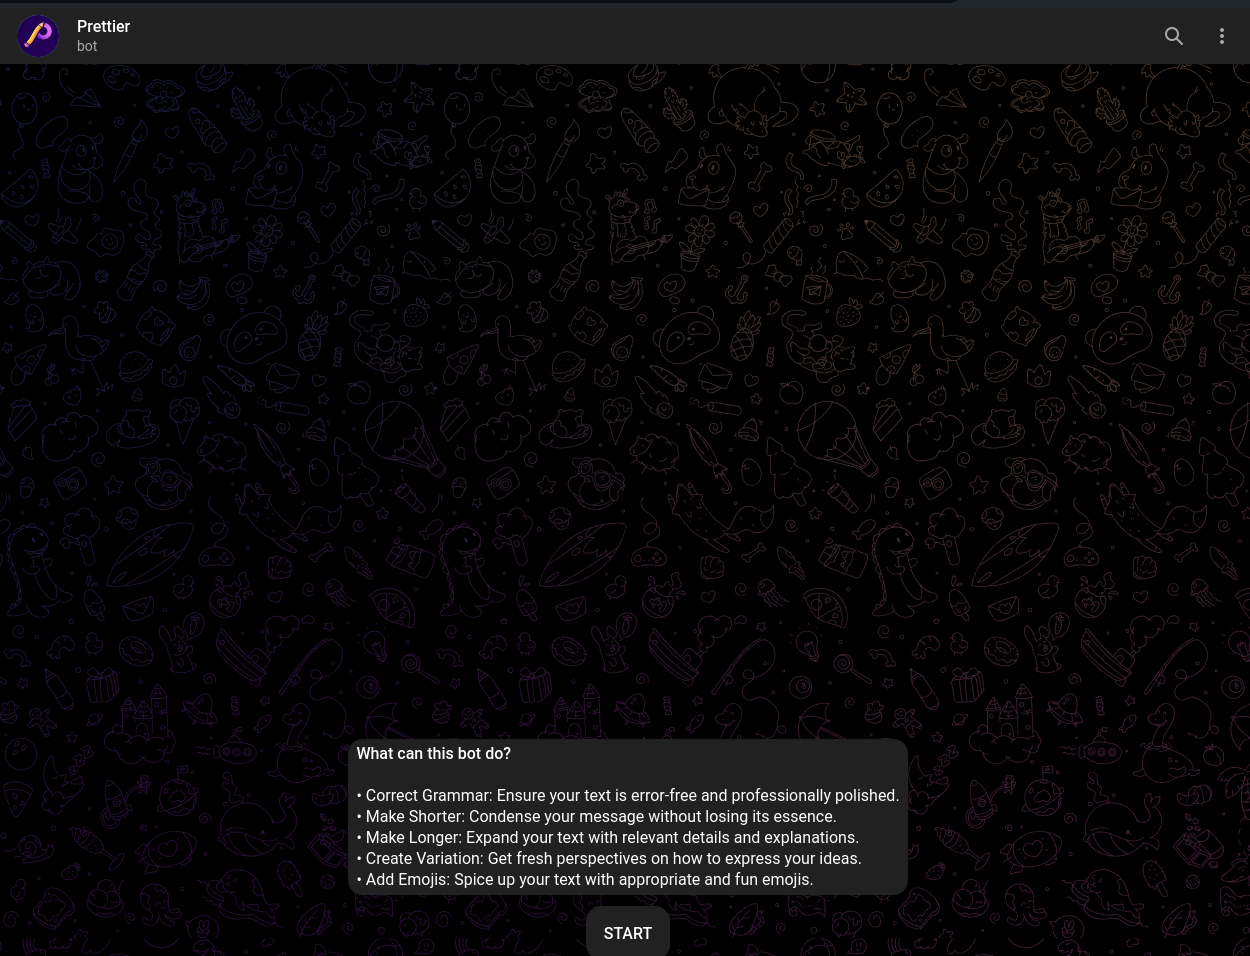 Prettier
bot
What can this bot do?
• Correct Grammar: Ensure your text is error-free and professionally polished.
• Make Shorter: Condense your message without losing its essence.
• Make Longer: Expand your text with relevant details and explanations.
• Create Variation: Get fresh perspectives on how to express your ideas.
• Add Emojis: Spice up your text with appropriate and fun emojis.
START